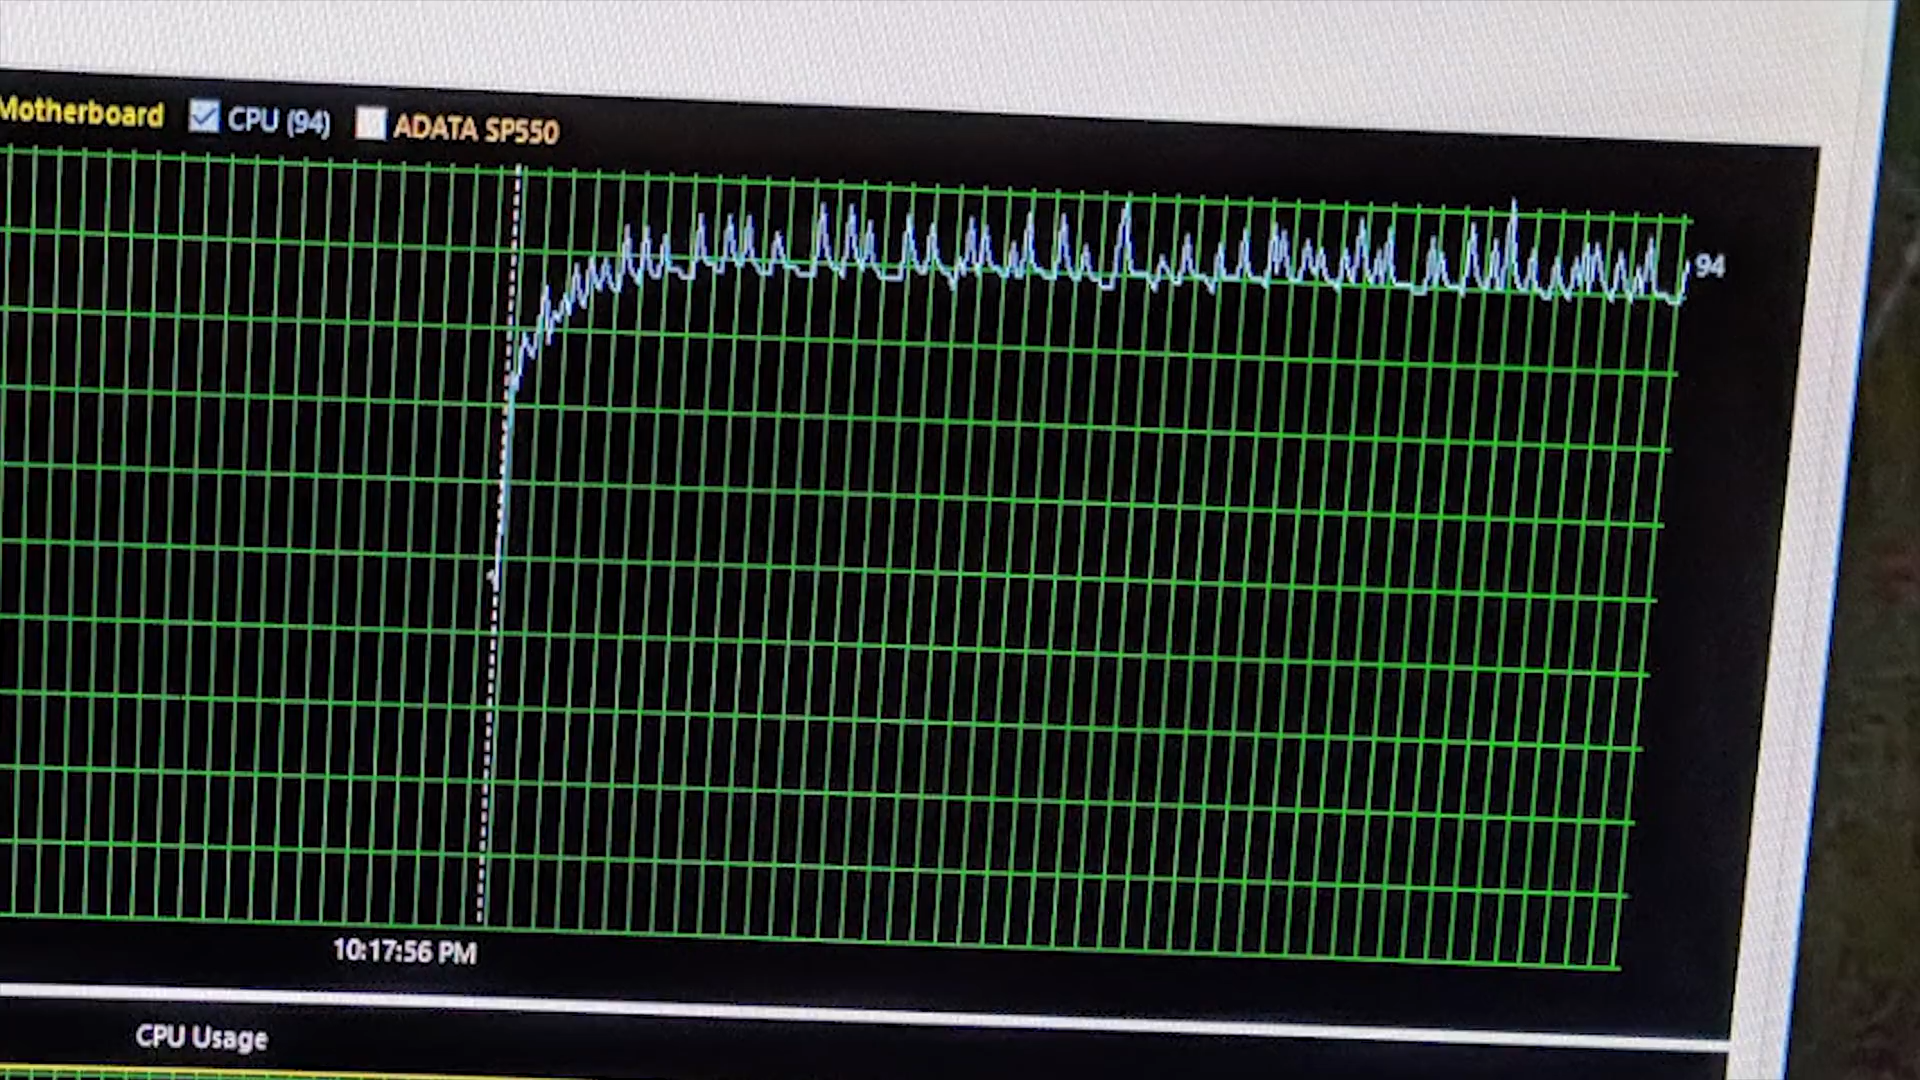 Motherboard CPU (94) ADATA SP550
94
10:17:56 PM
CPU Usage